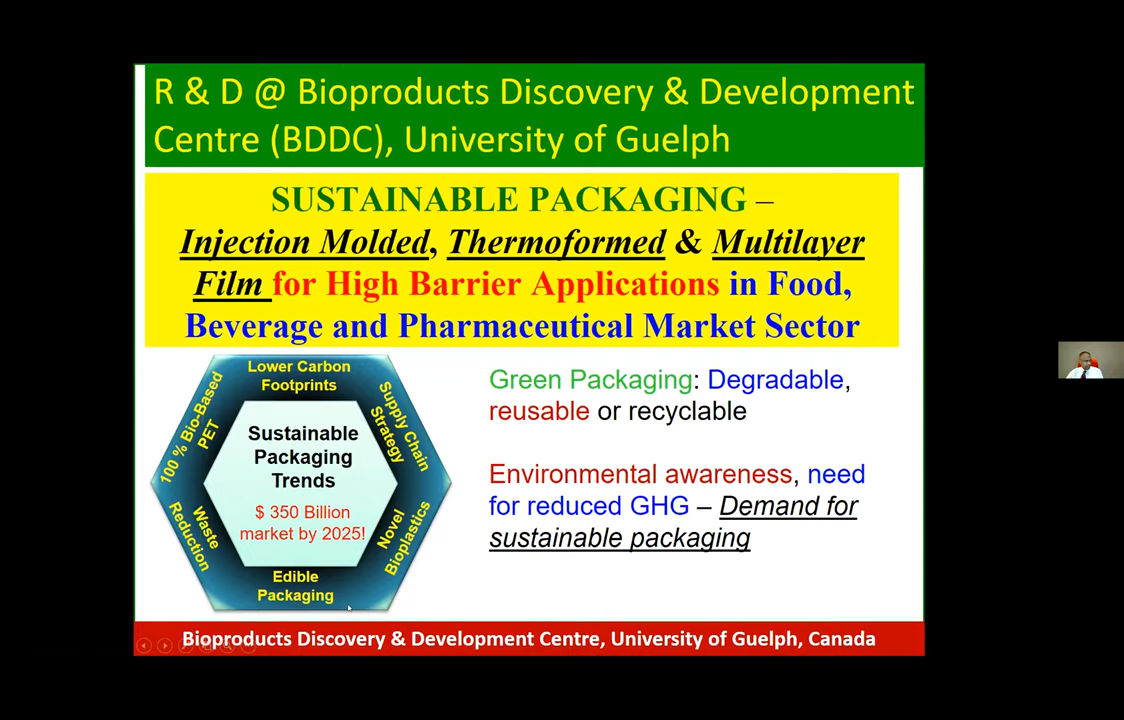 R & D @ Bioproducts Discovery & Development
Centre (BDDC), University of Guelph
SUSTAINABLE PACKAGING –
Injection Molded, Thermoformed & Multilayer
Film for High Barrier Applications in Food,
Beverage and Pharmaceutical Market Sector
Lower Carbon
Footprints
Supply Chain
Strategy
Novel
Bioplastics
Edible
Packaging
Waste
Reduction
100 % Bio-Based
PET
Sustainable
Packaging
Trends
$ 350 Billion
market by 2025!
Green Packaging: Degradable,
reusable or recyclable
Environmental awareness, need
for reduced GHG – Demand for
sustainable packaging
Bioproducts Discovery & Development Centre, University of Guelph, Canada